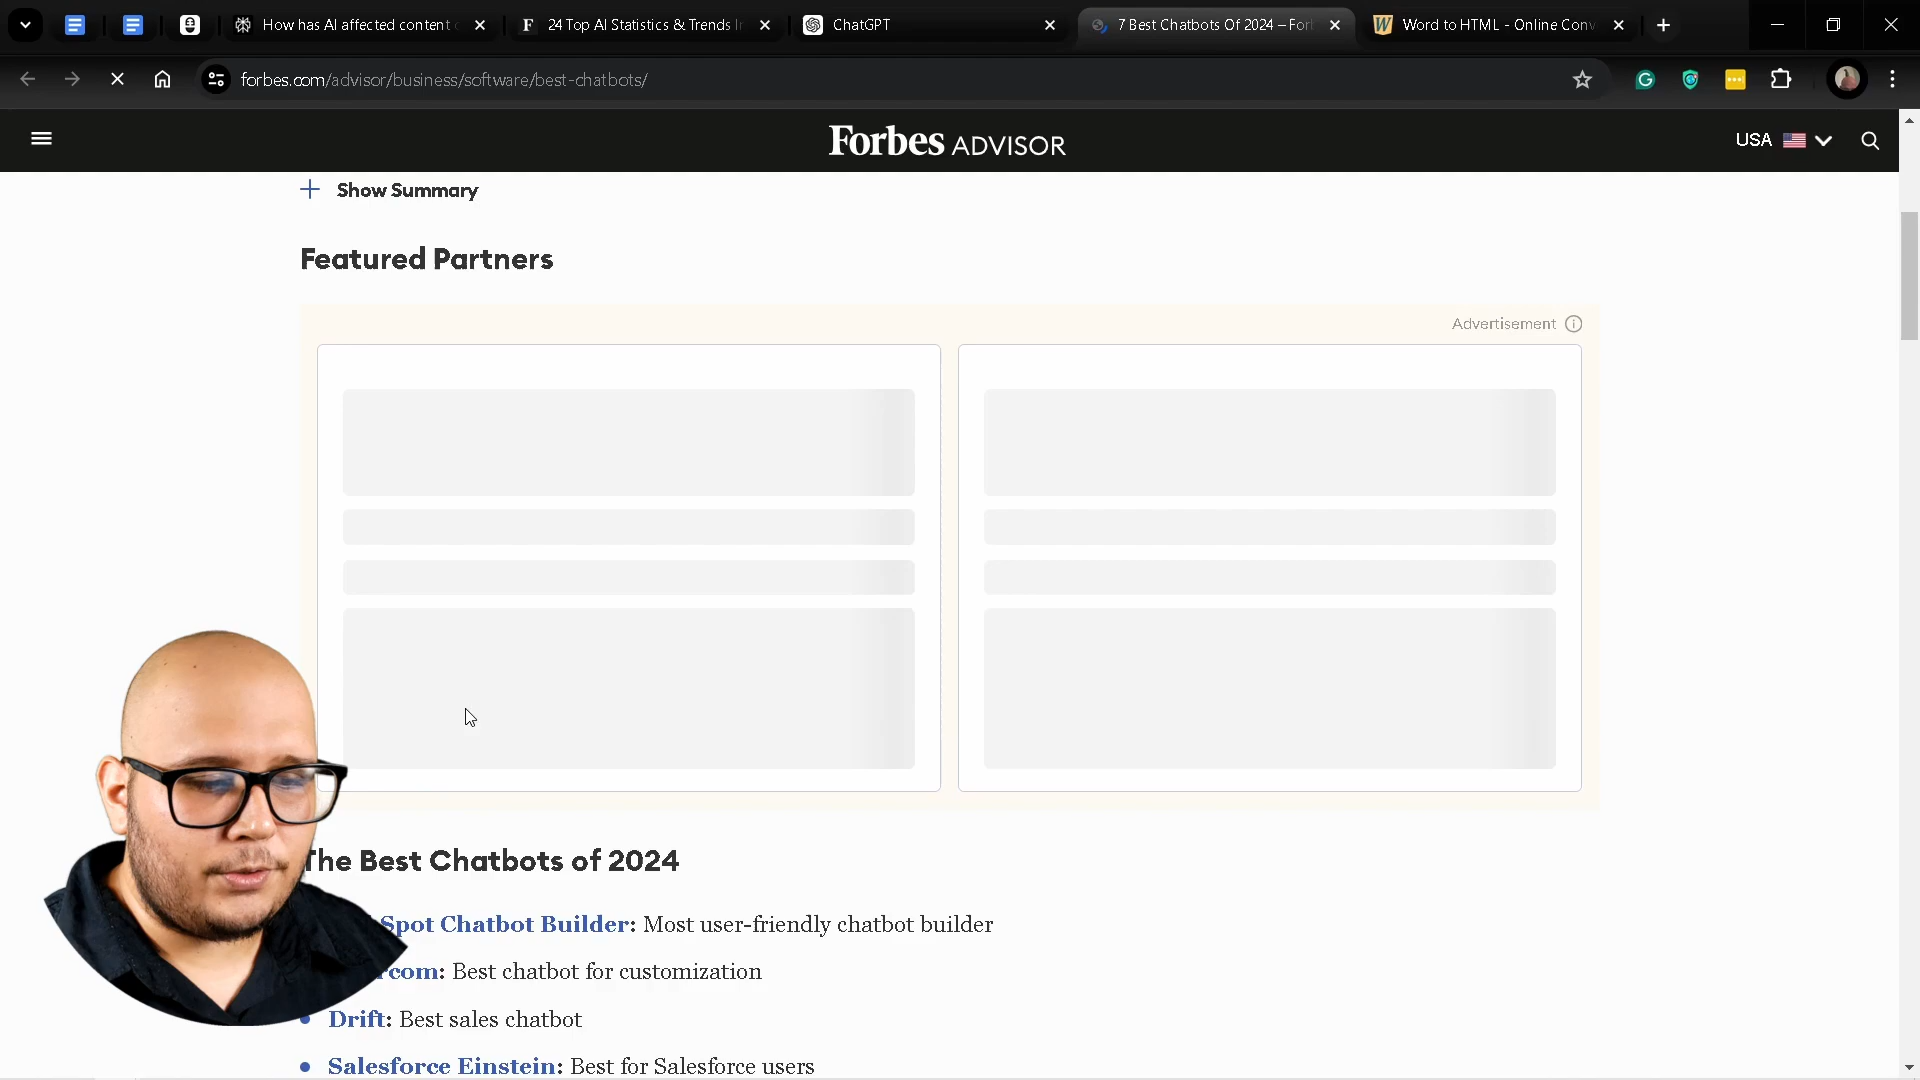 How has AI affected content
24 Top AI Statistics & Trends I
ChatGPT
7 Best Chatbots Of 2024 – For
Word to HTML - Online Conv
forbes.com/advisor/business/software/best-chatbots/
Forbes ADVISOR
USA
Show Summary
Featured Partners
Advertisement
The Best Chatbots of 2024
Spot Chatbot Builder: Most user-friendly chatbot builder
rcom: Best chatbot for customization
Drift: Best sales chatbot
Salesforce Einstein: Best for Salesforce users